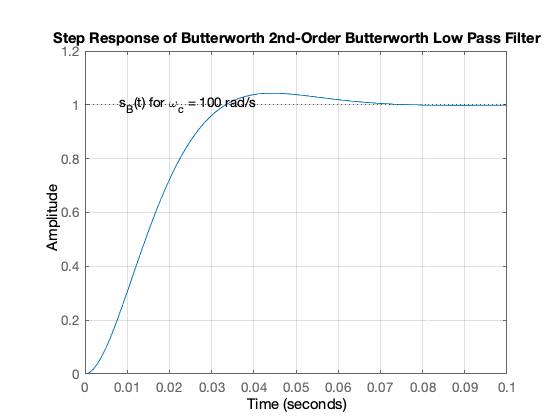 Step Response of Butterworth 2nd-Order Butterworth Low Pass Filter
1.2
s_B(t) for ω_c = 100 rad/s
1
0.8
0.6
0.4
0.2
0
Amplitude
0 0.01 0.02 0.03 0.04 0.05 0.06 0.07 0.08 0.09 0.1
Time (seconds)